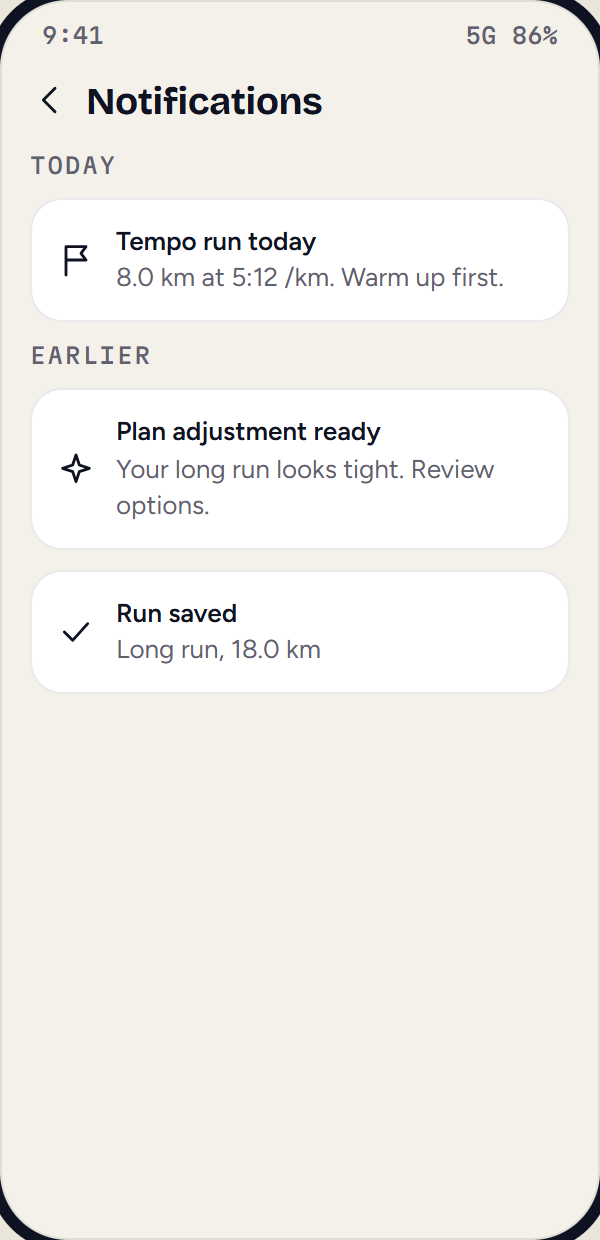 9:41
5G 86%
Notifications
TODAY
Tempo run today
8.0 km at 5:12 /km. Warm up first.
EARLIER
Plan adjustment ready
Your long run looks tight. Review
options.
Run saved
Long run, 18.0 km